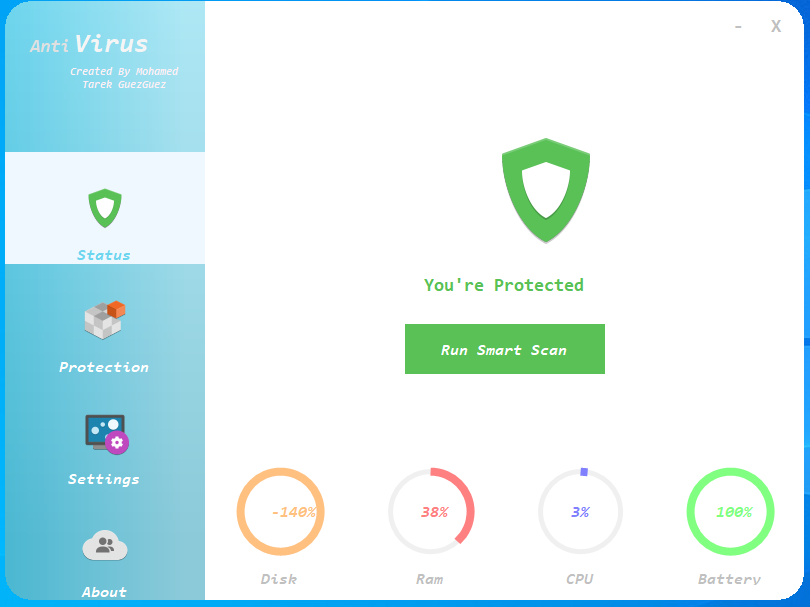 Anti Virus
Created By Mohamed
Tarek GuezGuez
- X
Status
Protection
Settings
About
You're Protected
Run Smart Scan
-140% 38% 3% 100%
Disk Ram CPU Battery